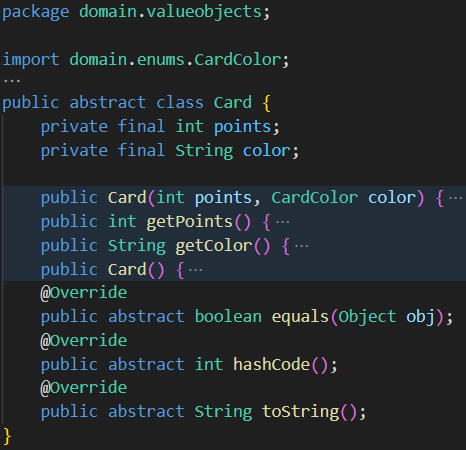 package domain.valueobjects;
import domain.enums.CardColor;
···
public abstract class Card {
    private final int points;
    private final String color;
    public Card(int points, CardColor color) {···
    public int getPoints() {···
    public String getColor() {···
    public Card() {···
    @Override
    public abstract boolean equals(Object obj);
    @Override
    public abstract int hashCode();
    @Override
    public abstract String toString();
}